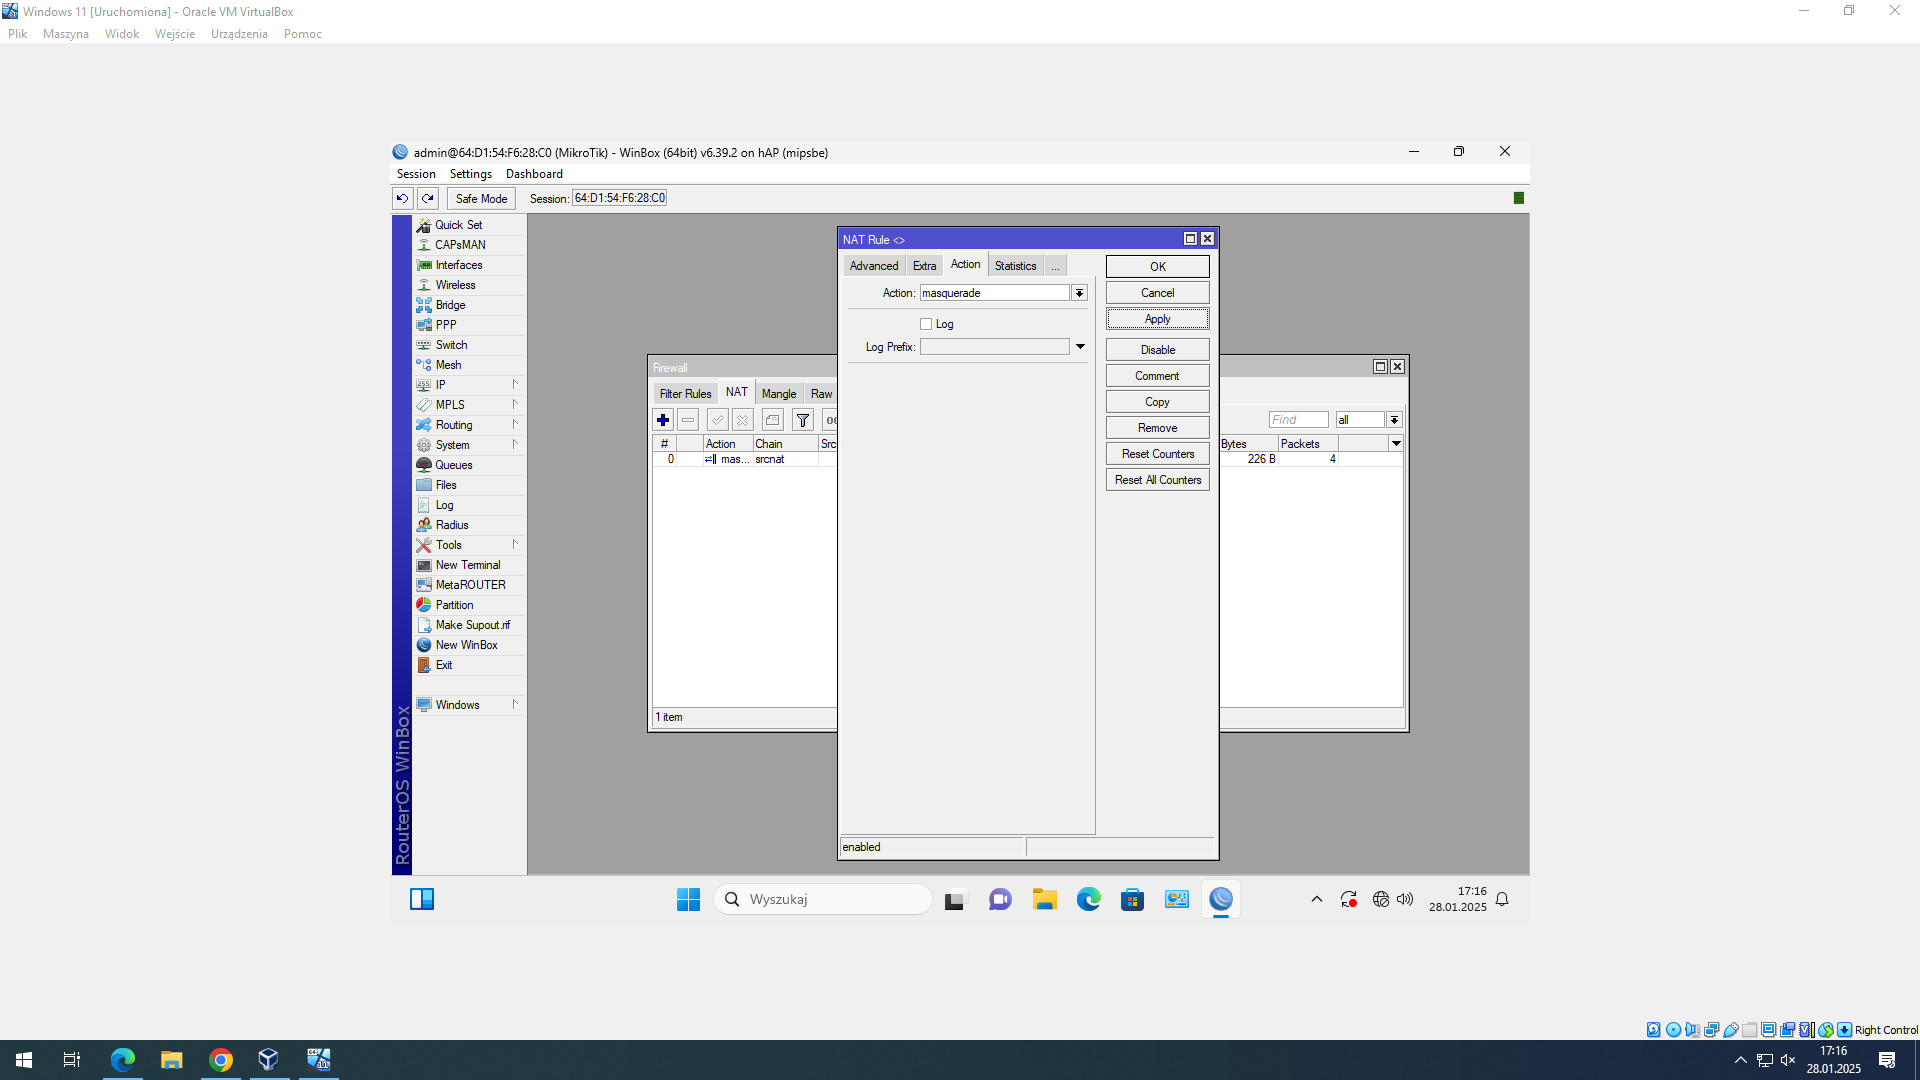 Windows 11 [Uruchomiona] - Oracle VM VirtualBox
Plik Maszyna Widok Wejście Urządzenia Pomoc
admin@64:D1:54:F6:28:C0 (MikroTik) - WinBox (64bit) v6.39.2 on hAP (mipsbe)
Session Settings Dashboard
Safe Mode Session: 64:D1:54:F6:28:C0
Quick Set
CAPsMAN
Interfaces
Wireless
Bridge
PPP
Switch
Mesh
IP
MPLS
Routing
System
Queues
Files
Log
Radius
Tools
New Terminal
MetaROUTER
Partition
Make Supout.rif
New WinBox
Exit
Windows
RouterOS WinBox
Firewall
Filter Rules NAT Mangle Raw
Find all
# Action Chain Src Bytes Packets
0 mas... srcnat 226 B 4
1 item
NAT Rule <>
Advanced Extra Action Statistics ...
Action: masquerade
Log
Log Prefix:
OK
Cancel
Apply
Disable
Comment
Copy
Remove
Reset Counters
Reset All Counters
enabled
Wyszukaj
17:16
28.01.2025
Right Control
17:16
28.01.2025